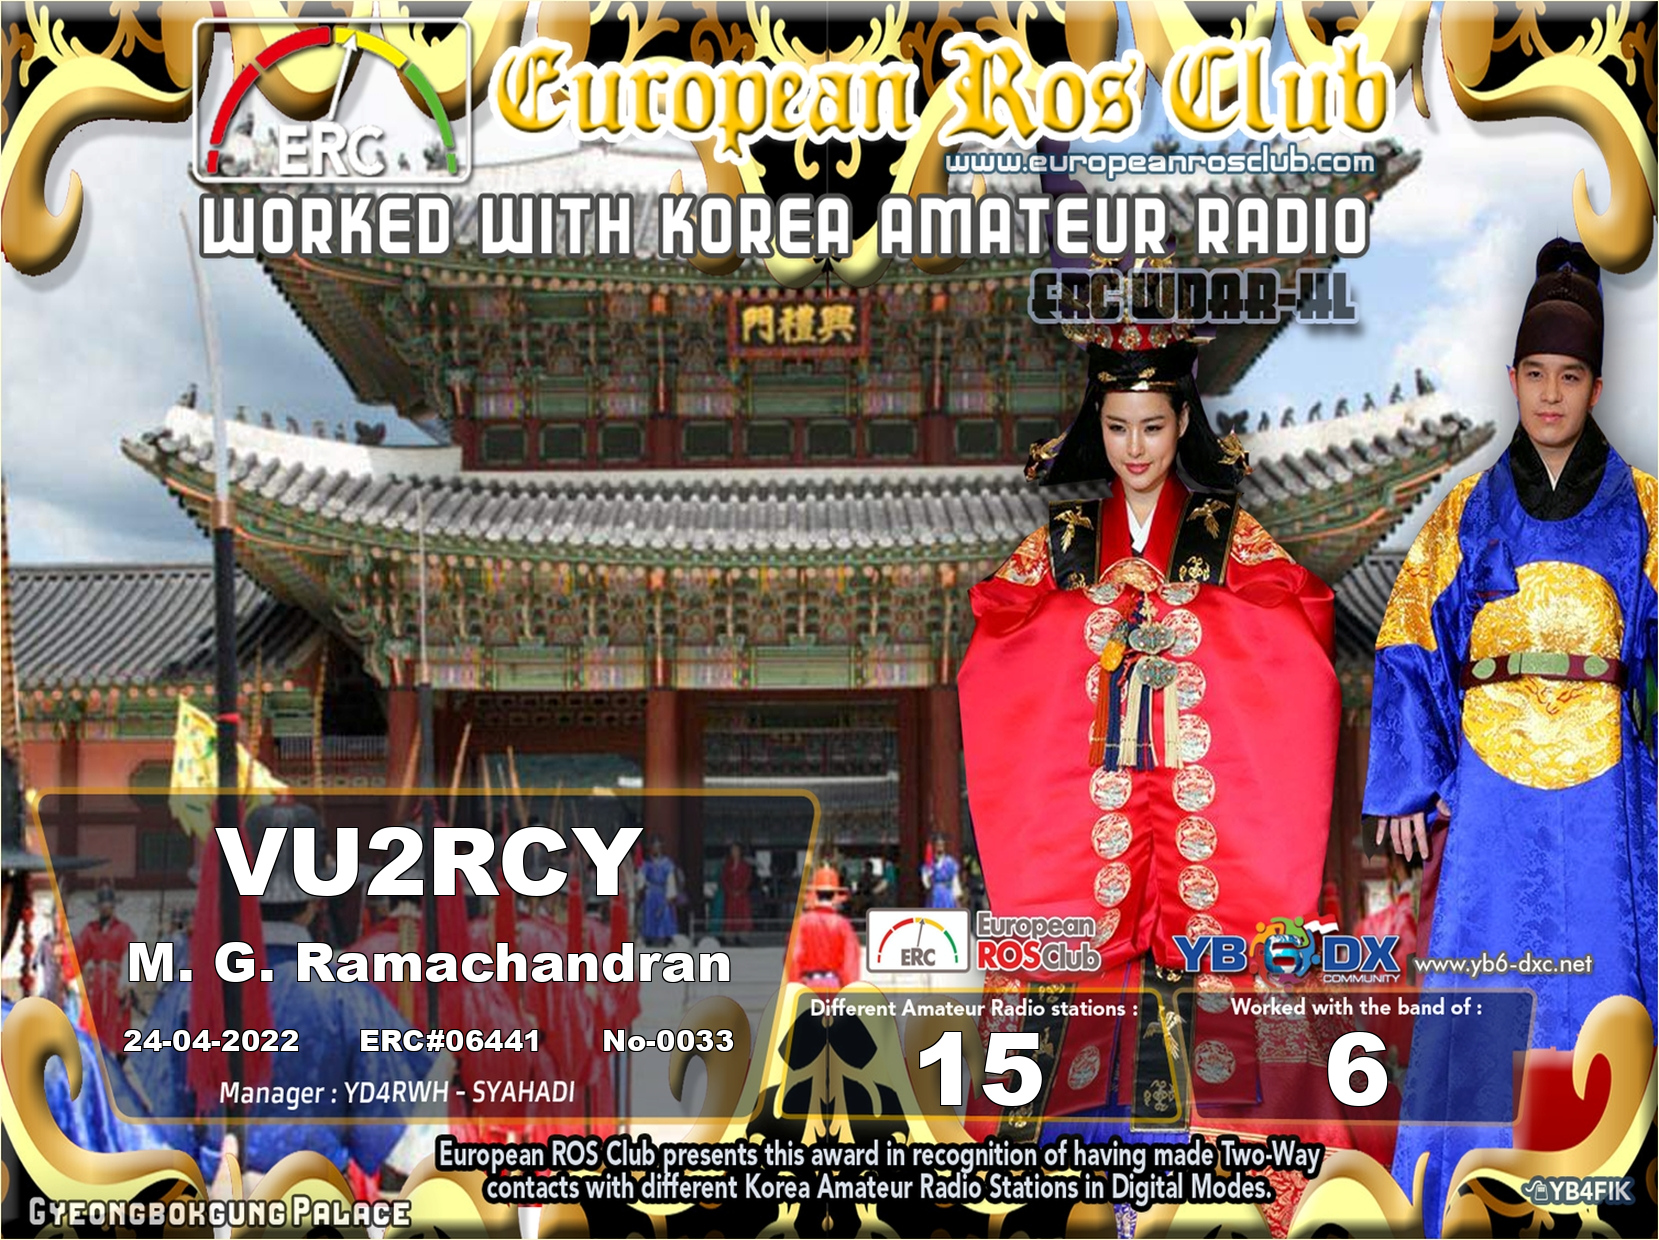 ERC
European Ros Club
www.europeanrosclub.com
WORKED WITH KOREA AMATEUR RADIO
ERC-WDAR-HL
門禮興
VU2RCY
M. G. Ramachandran
24-04-2022 ERC#06441 No-0033
Manager : YD4RWH - SYAHADI
ERC European ROS Club
YB6-DX COMMUNITY www.yb6-dxc.net
Different Amateur Radio stations :
15
Worked with the band of :
6
European ROS Club presents this award in recognition of having made Two-Way
contacts with different Korea Amateur Radio Stations in Digital Modes.
GYEONGBOKGUNG PALACE
YB4FIK